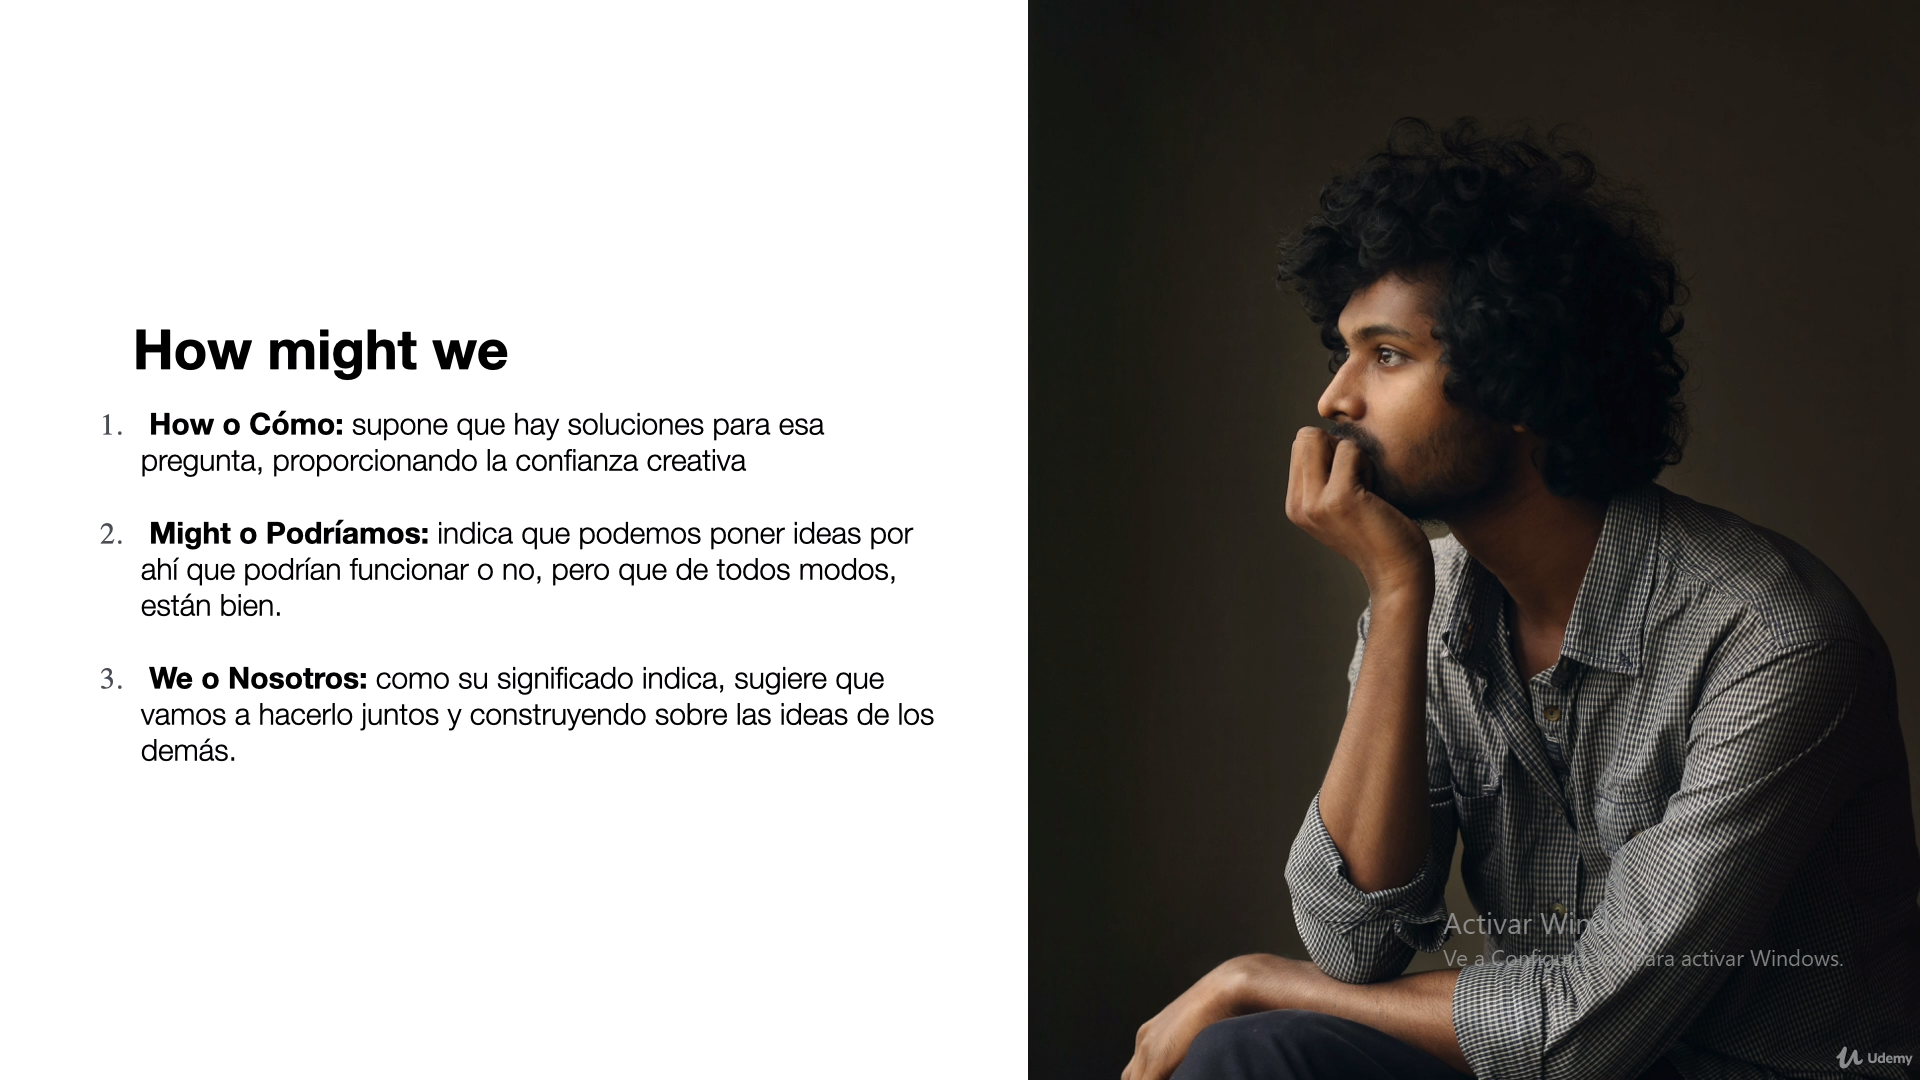 How might we
1. How o Cómo: supone que hay soluciones para esa
pregunta, proporcionando la confianza creativa
2. Might o Podríamos: indica que podemos poner ideas por
ahí que podrían funcionar o no, pero que de todos modos,
están bien.
3. We o Nosotros: como su significado indica, sugiere que
vamos a hacerlo juntos y construyendo sobre las ideas de los
demás.
Activar Windows
Ve a Configuración para activar Windows.
Udemy